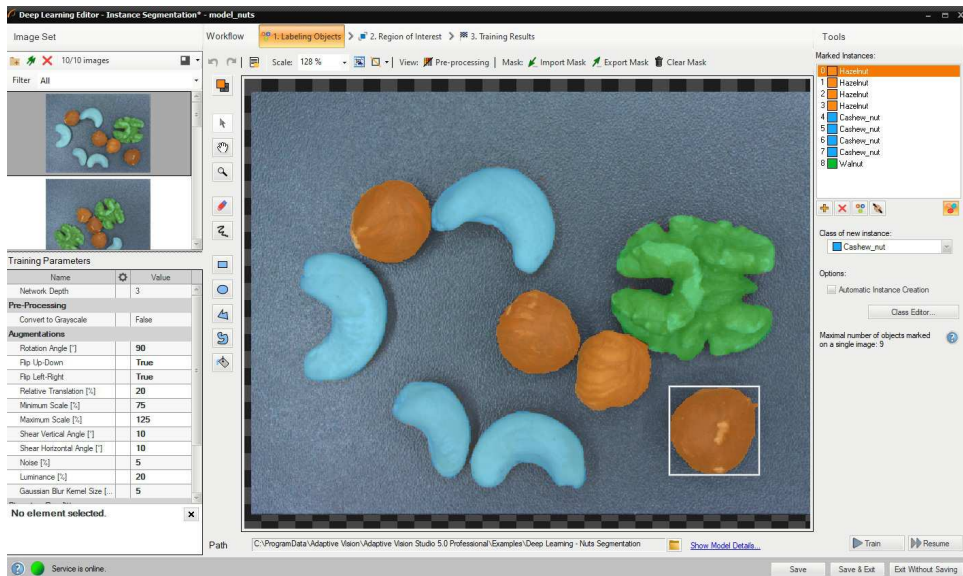 Deep Learning Editor - Instance Segmentation* - model_nuts
Image Set
Workflow
1. Labeling Objects
2. Region of Interest
3. Training Results
Tools
10/10 images
Scale: 128 %
View: Pre-processing
Mask: Import Mask Export Mask Clear Mask
Filter All
Marked Instances:
0 Hazelnut
1 Hazelnut
2 Hazelnut
3 Hazelnut
4 Cashew_nut
5 Cashew_nut
6 Cashew_nut
7 Cashew_nut
8 Walnut
Class of new instance:
Cashew_nut
Options:
Automatic Instance Creation
Class Editor...
Maximal number of objects marked
on a single image: 9
Training Parameters
Name Value
Network Depth 3
Pre-Processing
Convert to Grayscale False
Augmentations
Rotation Angle [°] 90
Flip Up-Down True
Flip Left-Right True
Relative Translation [%] 20
Minimum Scale [%] 75
Maximum Scale [%] 125
Shear Vertical Angle [°] 10
Shear Horizontal Angle [°] 10
Noise [%] 5
Luminance [%] 20
Gaussian Blur Kernel Size [... 5
No element selected.
Path C:\ProgramData\Adaptive Vision\Adaptive Vision Studio 5.0 Professional\Examples\Deep Learning - Nuts Segmentation
Show Model Details...
Train
Resume
Service is online.
Save
Save & Exit
Exit Without Saving